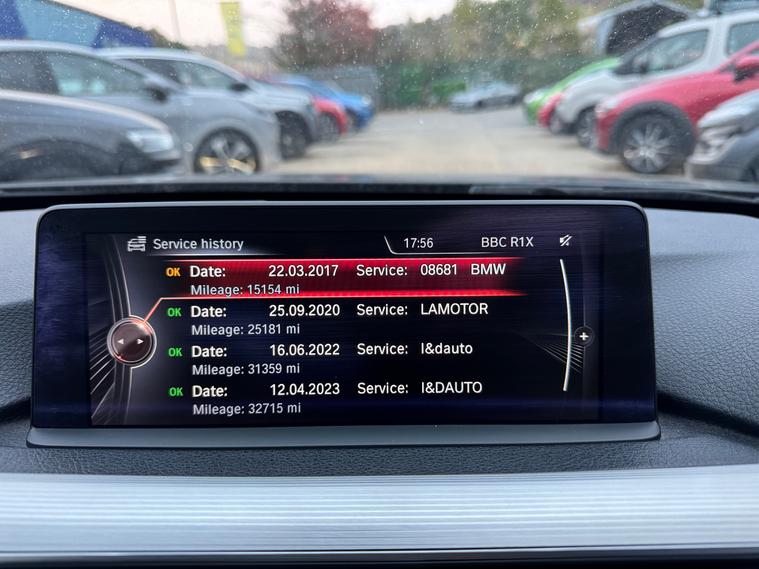 Service history 17:56 BBC R1X
OK Date: 22.03.2017 Service: 08681 BMW
Mileage: 15154 mi
OK Date: 25.09.2020 Service: LAMOTOR
Mileage: 25181 mi
OK Date: 16.06.2022 Service: I&dauto
Mileage: 31359 mi
OK Date: 12.04.2023 Service: I&DAUTO
Mileage: 32715 mi